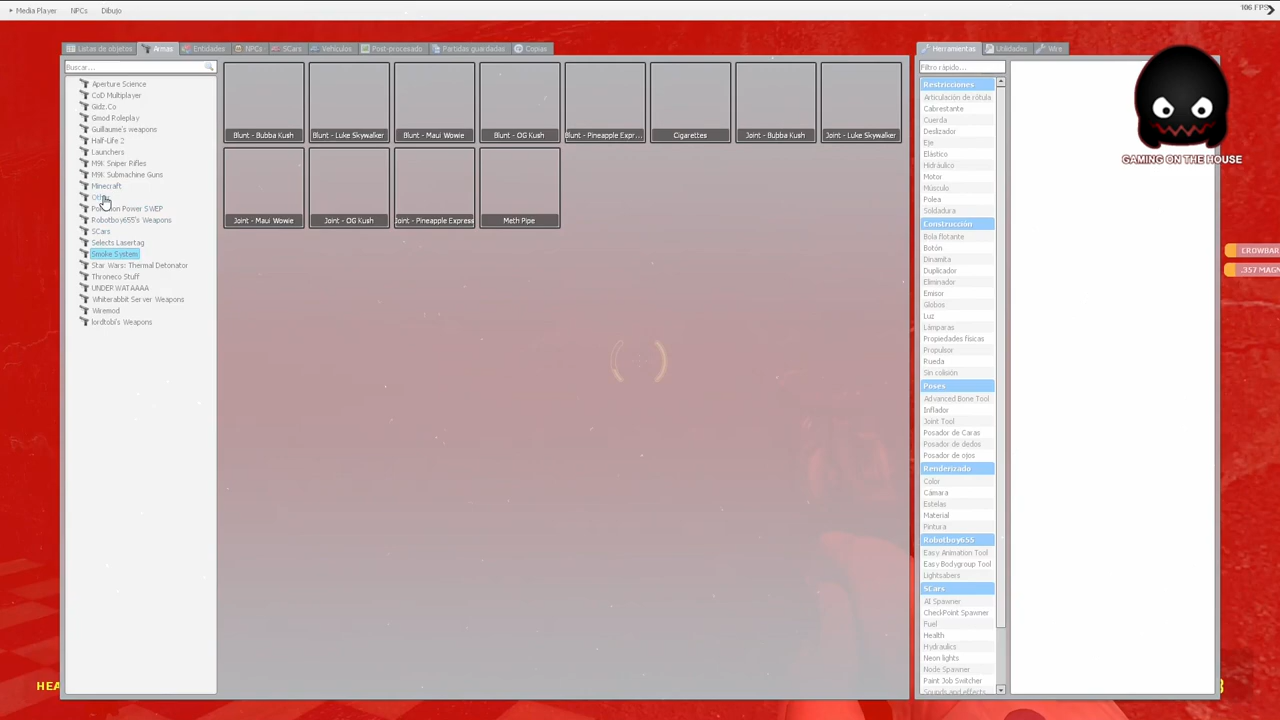 Media Player NPCs Dibujo
106 FPS
Listas de objetos Armas Entidades NPCs SCars Vehículos Post-procesado Partidas guardadas Copias
Herramientas Utilidades Wire
Buscar...
Filtro rápido...
Aperture Science
CoD Multiplayer
Gidz.Co
Gmod Roleplay
Guillaume's weapons
Half-Life 2
Launchers
M9K Sniper Rifles
M9K Submachine Guns
Minecraft
Power SWEP
Robotboy655's Weapons
SCars
Selects Lasertag
Smoke System
Star Wars: Thermal Detonator
Throneco Stuff
UNDER WATAAAA
Whiterabbit Server Weapons
Wiremod
lordtobi's Weapons
Blunt - Bubba Kush Blunt - Luke Skywalker Blunt - Maui Wowie Blunt - OG Kush Blunt - Pineapple Expr... Cigarettes Joint - Bubba Kush Joint - Luke Skywalker
Joint - Maui Wowie Joint - OG Kush Joint - Pineapple Express Meth Pipe
Restricciones
Articulación de rótula
Cabrestante
Cuerda
Deslizador
Eje
Elástico
Hidráulico
Motor
Músculo
Polea
Soldadura
Construcción
Bola flotante
Botón
Dinamita
Duplicador
Eliminador
Emisor
Globos
Luz
Lámparas
Propiedades físicas
Propulsor
Rueda
Sin colisión
Poses
Advanced Bone Tool
Inflador
Joint Tool
Posador de Caras
Posador de dedos
Posador de ojos
Renderizado
Color
Cámara
Estelas
Material
Pintura
Robotboy655
Easy Animation Tool
Easy Bodygroup Tool
Lightsabers
SCars
AI Spawner
CheckPoint Spawner
Fuel
Health
Hydraulics
Neon lights
Node Spawner
Paint Job Switcher
Sounds and effects
GAMING ON THE HOUSE
CROWBAR
.357 MAGN
HEA